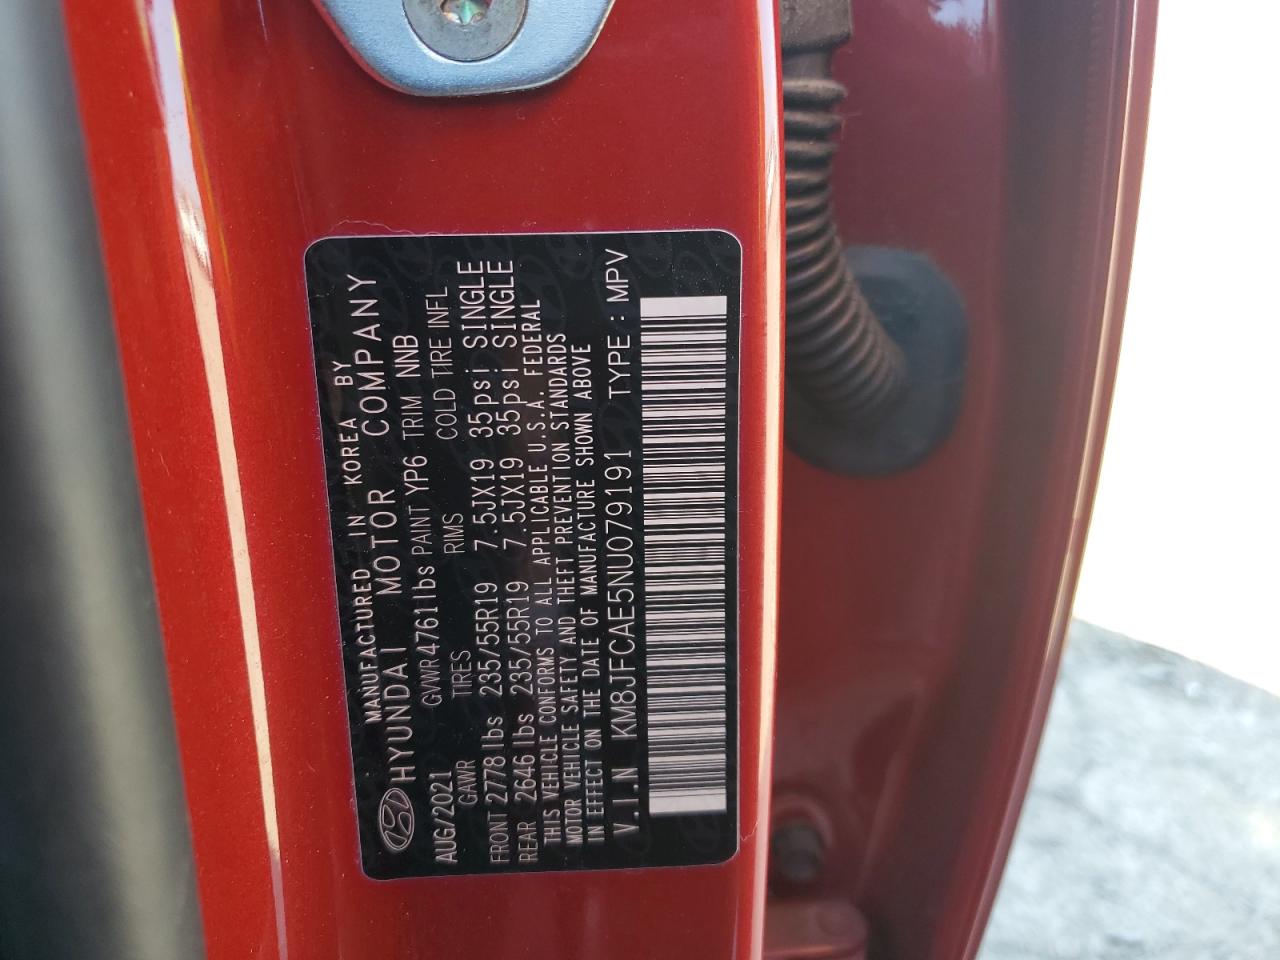 MANUFACTURED IN KOREA BY
HYUNDAI MOTOR COMPANY
AUG/2021 GVWR 4761 lbs PAINT YP6 TRIM NNB
GAWR TIRES RIMS COLD TIRE INFL
FRONT 2778 lbs 235/55R19 7.5JX19 35psi SINGLE
REAR 2646 lbs 235/55R19 7.5JX19 35psi SINGLE
THIS VEHICLE CONFORMS TO ALL APPLICABLE U.S.A. FEDERAL
MOTOR VEHICLE SAFETY AND THEFT PREVENTION STANDARDS
IN EFFECT ON THE DATE OF MANUFACTURE SHOWN ABOVE
V.I.N KM8JFCAE5NU079191 TYPE : MPV